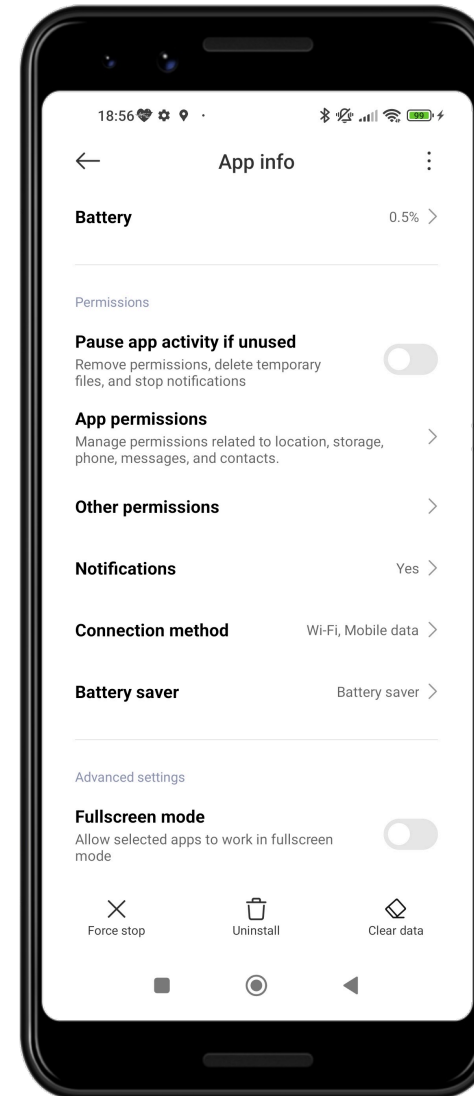 18:56
99
App info
Battery
0.5%
Permissions
Pause app activity if unused
Remove permissions, delete temporary
files, and stop notifications
App permissions
Manage permissions related to location, storage,
phone, messages, and contacts.
Other permissions
Notifications
Yes
Connection method
Wi-Fi, Mobile data
Battery saver
Battery saver
Advanced settings
Fullscreen mode
Allow selected apps to work in fullscreen
mode
Force stop
Uninstall
Clear data